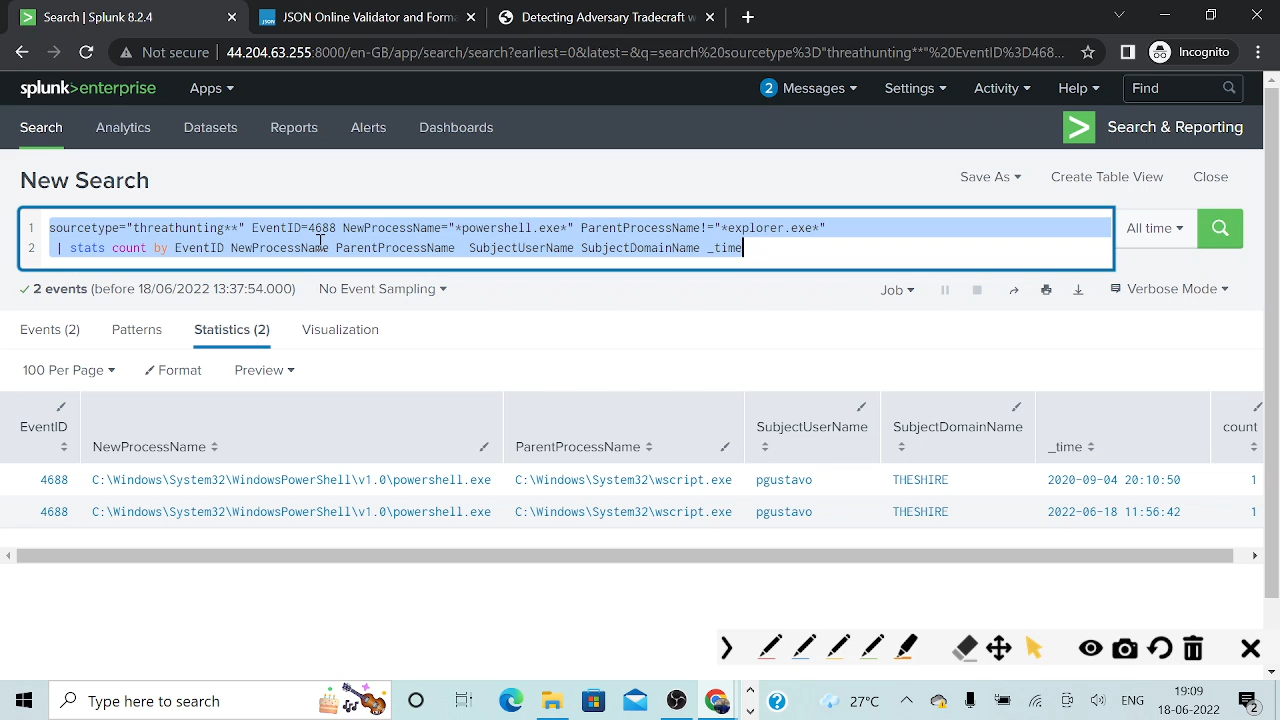 Search | Splunk 8.2.4
JSON Online Validator and Forma
Detecting Adversary Tradecraft w
Not secure
44.204.63.255:8000/en-GB/app/search/search?earliest=0&latest=&q=search%20sourcetype%3D"threathunting**"%20EventID%3D468...
Incognito
splunk>enterprise
Apps
2
Messages
Settings
Activity
Help
Find
Search
Analytics
Datasets
Reports
Alerts
Dashboards
Search & Reporting
New Search
Save As
Create Table View
Close
1 sourcetype="threathunting**" EventID=4688 NewProcessName="*powershell.exe*" ParentProcessName!="*explorer.exe*"
2 | stats count by EventID NewProcessName ParentProcessName SubjectUserName SubjectDomainName _time
All time
2 events (before 18/06/2022 13:37:54.000)
No Event Sampling
Job
Verbose Mode
Events (2)
Patterns
Statistics (2)
Visualization
100 Per Page
Format
Preview
EventID NewProcessName ParentProcessName SubjectUserName SubjectDomainName _time count
4688 C:\Windows\System32\WindowsPowerShell\v1.0\powershell.exe C:\Windows\System32\wscript.exe pgustavo THESHIRE 2020-09-04 20:10:50 1
4688 C:\Windows\System32\WindowsPowerShell\v1.0\powershell.exe C:\Windows\System32\wscript.exe pgustavo THESHIRE 2022-06-18 11:56:42 1
Type here to search
27°C
ENG
19:09
18-06-2022
2